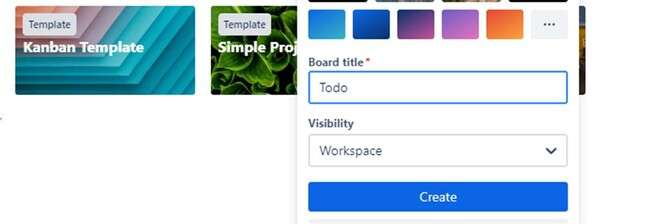 Template
Kanban Template
Template
Simple Proj
...
Board title*
Todo
Visibility
Workspace
Create